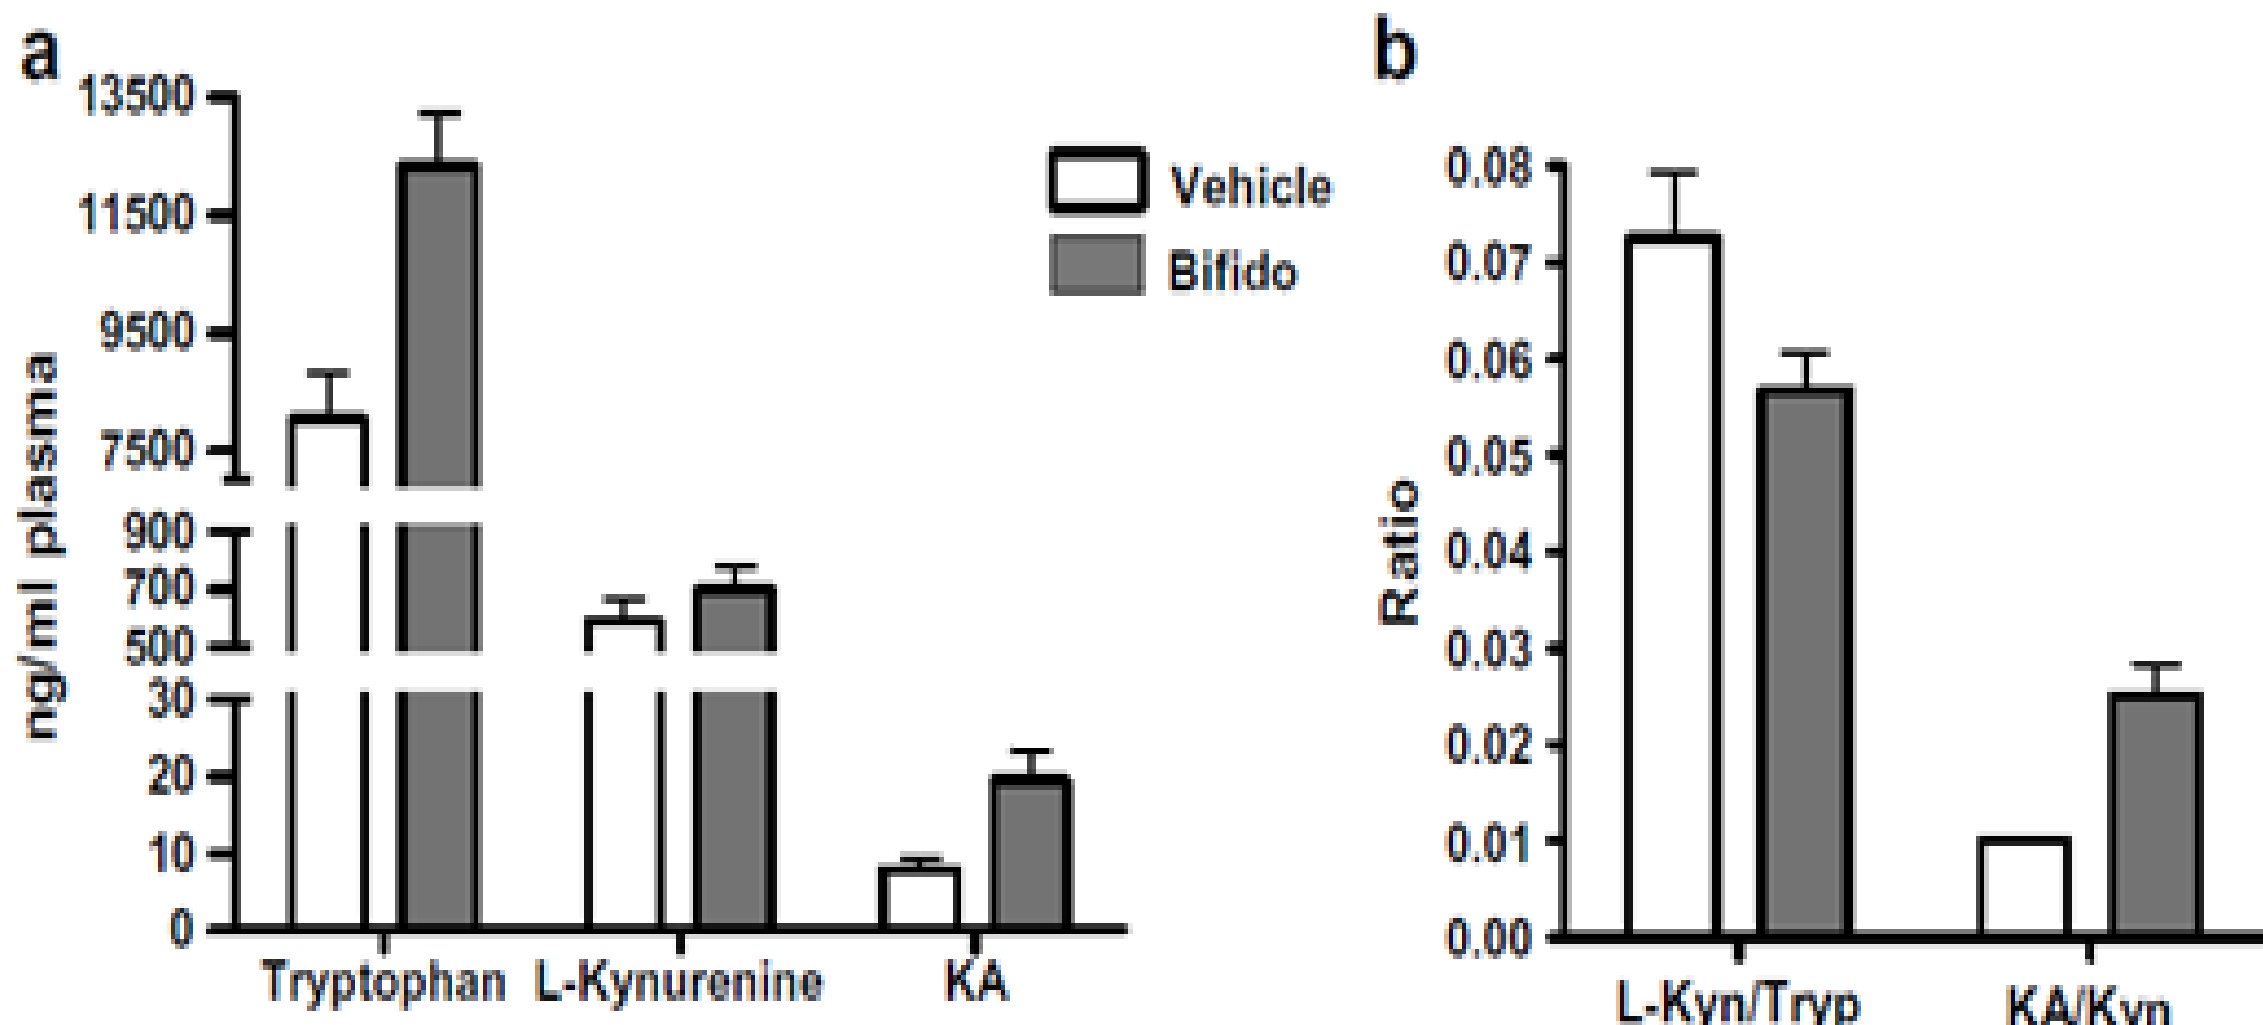 a
13500
11500
9500
7500
900
700
500
30
20
10
0
ng/ml plasma
Tryptophan L-Kynurenine KA
Vehicle
Bifido
b
0.08
0.07
0.06
0.05
0.04
0.03
0.02
0.01
0.00
Ratio
L-Kyn/Tryp KA/Kyn